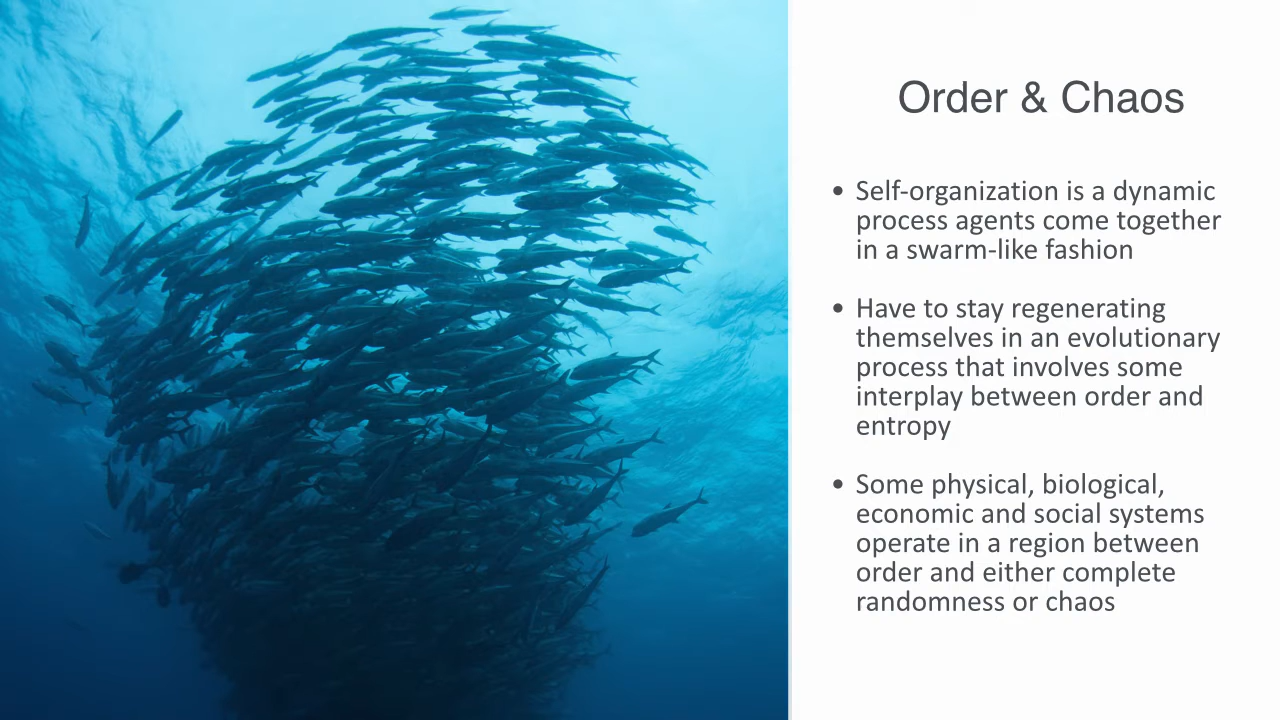 Order & Chaos
• Self-organization is a dynamic
process agents come together
in a swarm-like fashion
• Have to stay regenerating
themselves in an evolutionary
process that involves some
interplay between order and
entropy
• Some physical, biological,
economic and social systems
operate in a region between
order and either complete
randomness or chaos